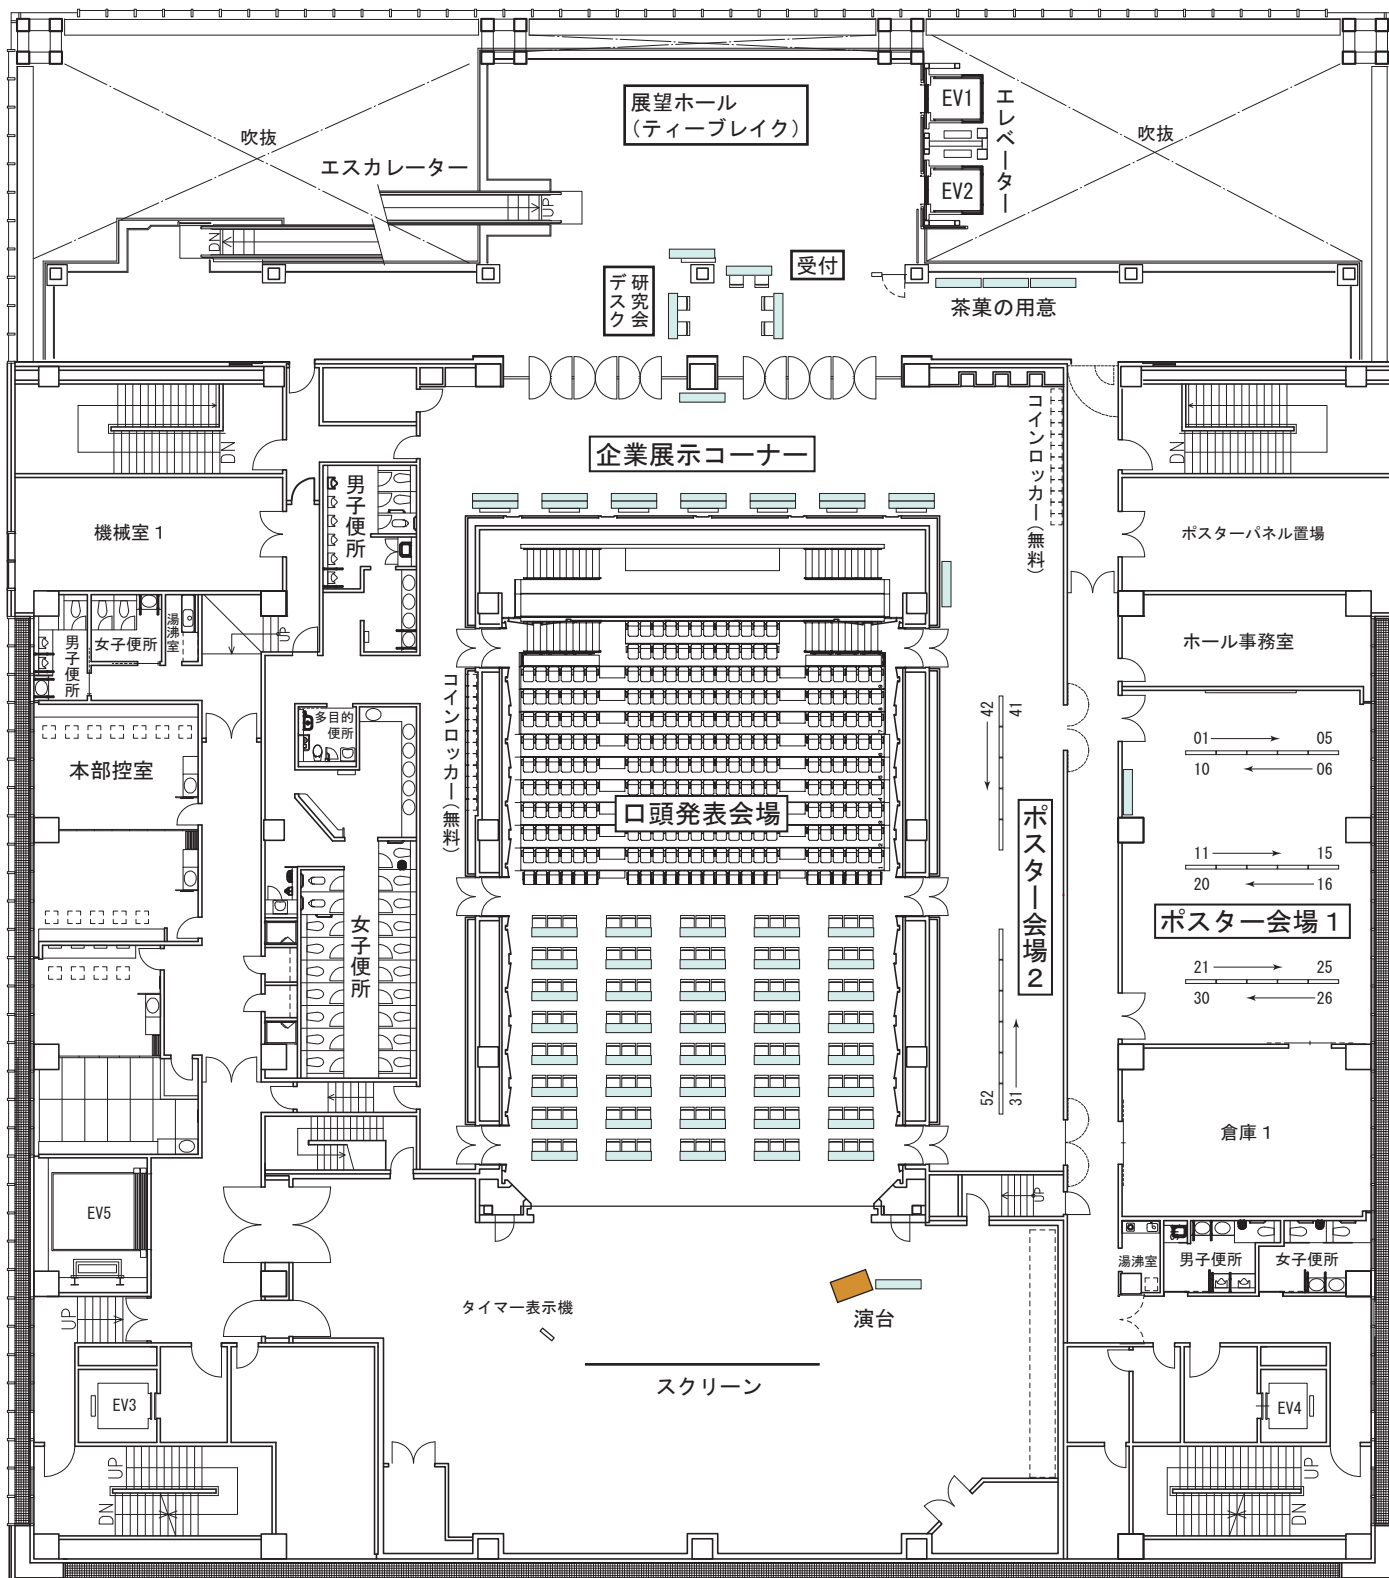 展望ホール
(ティーブレイク)
EV1
エレベーター
吹抜
吹抜
エスカレーター
EV2
UP
DN
受付
研究会
デスク
茶菓の用意
コインロッカー(無料)
企業展示コーナー
DN
DN
男子便所
機械室1
ポスターパネル置場
湯沸室
女子便所
男子便所
UP
ホール事務室
コインロッカー(無料)
多目的
便所
42
41
01
05
10
06
本部控室
口頭発表会場
ポスター会場2
11
15
20
16
ポスター会場1
女子便所
21
25
30
26
52
31
倉庫1
UP
EV5
湯沸室
男子便所
女子便所
タイマー表示機
演台
UP
スクリーン
EV3
EV4
UP
DN
UP
DN